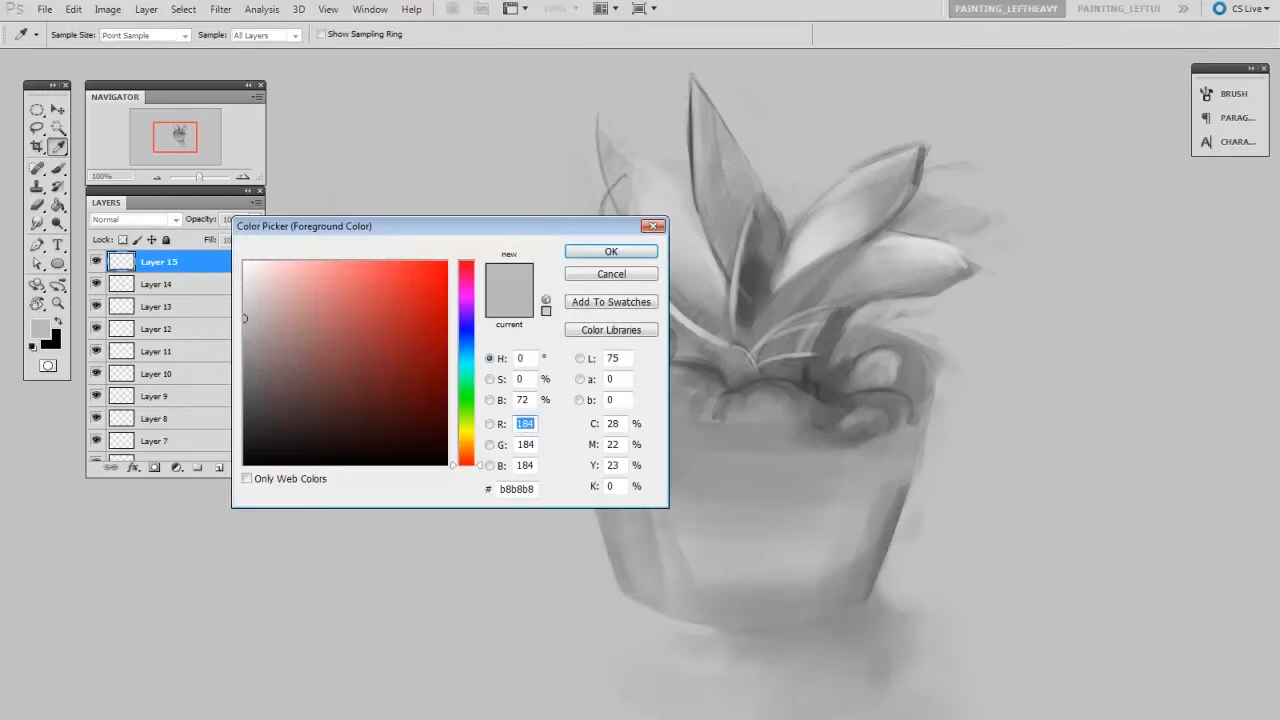 Ps File Edit Image Layer Select Filter Analysis 3D View Window Help 100% PAINTING_LEFTHEAVY PAINTING_LEFTUI CS Live
Sample Size: Point Sample Sample: All Layers Show Sampling Ring
NAVIGATOR
100%
LAYERS
Normal Opacity: 10
Lock: Fill: 10
Layer 15
Layer 14
Layer 13
Layer 12
Layer 11
Layer 10
Layer 9
Layer 8
Layer 7
Color Picker (Foreground Color)
new
current
OK
Cancel
Add To Swatches
Color Libraries
H: 0 ° L: 75
S: 0 % a: 0
B: 72 % b: 0
R: 184 C: 28 %
G: 184 M: 22 %
B: 184 Y: 23 %
# b8b8b8 K: 0 %
Only Web Colors
BRUSH
PARAG...
CHARA...